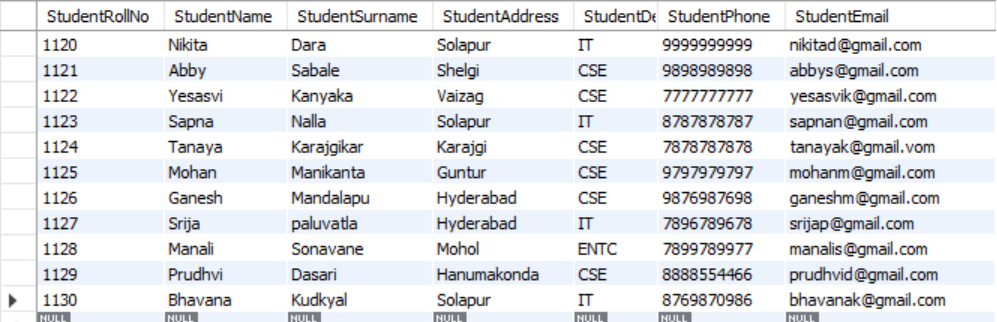 StudentRollNo StudentName StudentSurname StudentAddress StudentDe StudentPhone StudentEmail
1120 Nikita Dara Solapur IT 9999999999 nikitad@gmail.com
1121 Abby Sabale Shelgi CSE 9898989898 abbys@gmail.com
1122 Yesasvi Kanyaka Vaizag CSE 7777777777 yesasvik@gmail.com
1123 Sapna Nalla Solapur IT 8787878787 sapnan@gmail.com
1124 Tanaya Karajgikar Karajgi CSE 7878787878 tanayak@gmail.vom
1125 Mohan Manikanta Guntur CSE 9797979797 mohanm@gmail.com
1126 Ganesh Mandalapu Hyderabad CSE 9876987698 ganeshm@gmail.com
1127 Srija paluvatla Hyderabad IT 7896789678 srijap@gmail.com
1128 Manali Sonavane Mohol ENTC 7899789977 manalis@gmail.com
1129 Prudhvi Dasari Hanumakonda CSE 8888554466 prudhvid@gmail.com
1130 Bhavana Kudkyal Solapur IT 8769870986 bhavanak@gmail.com
NULL NULL NULL NULL NULL NULL NULL